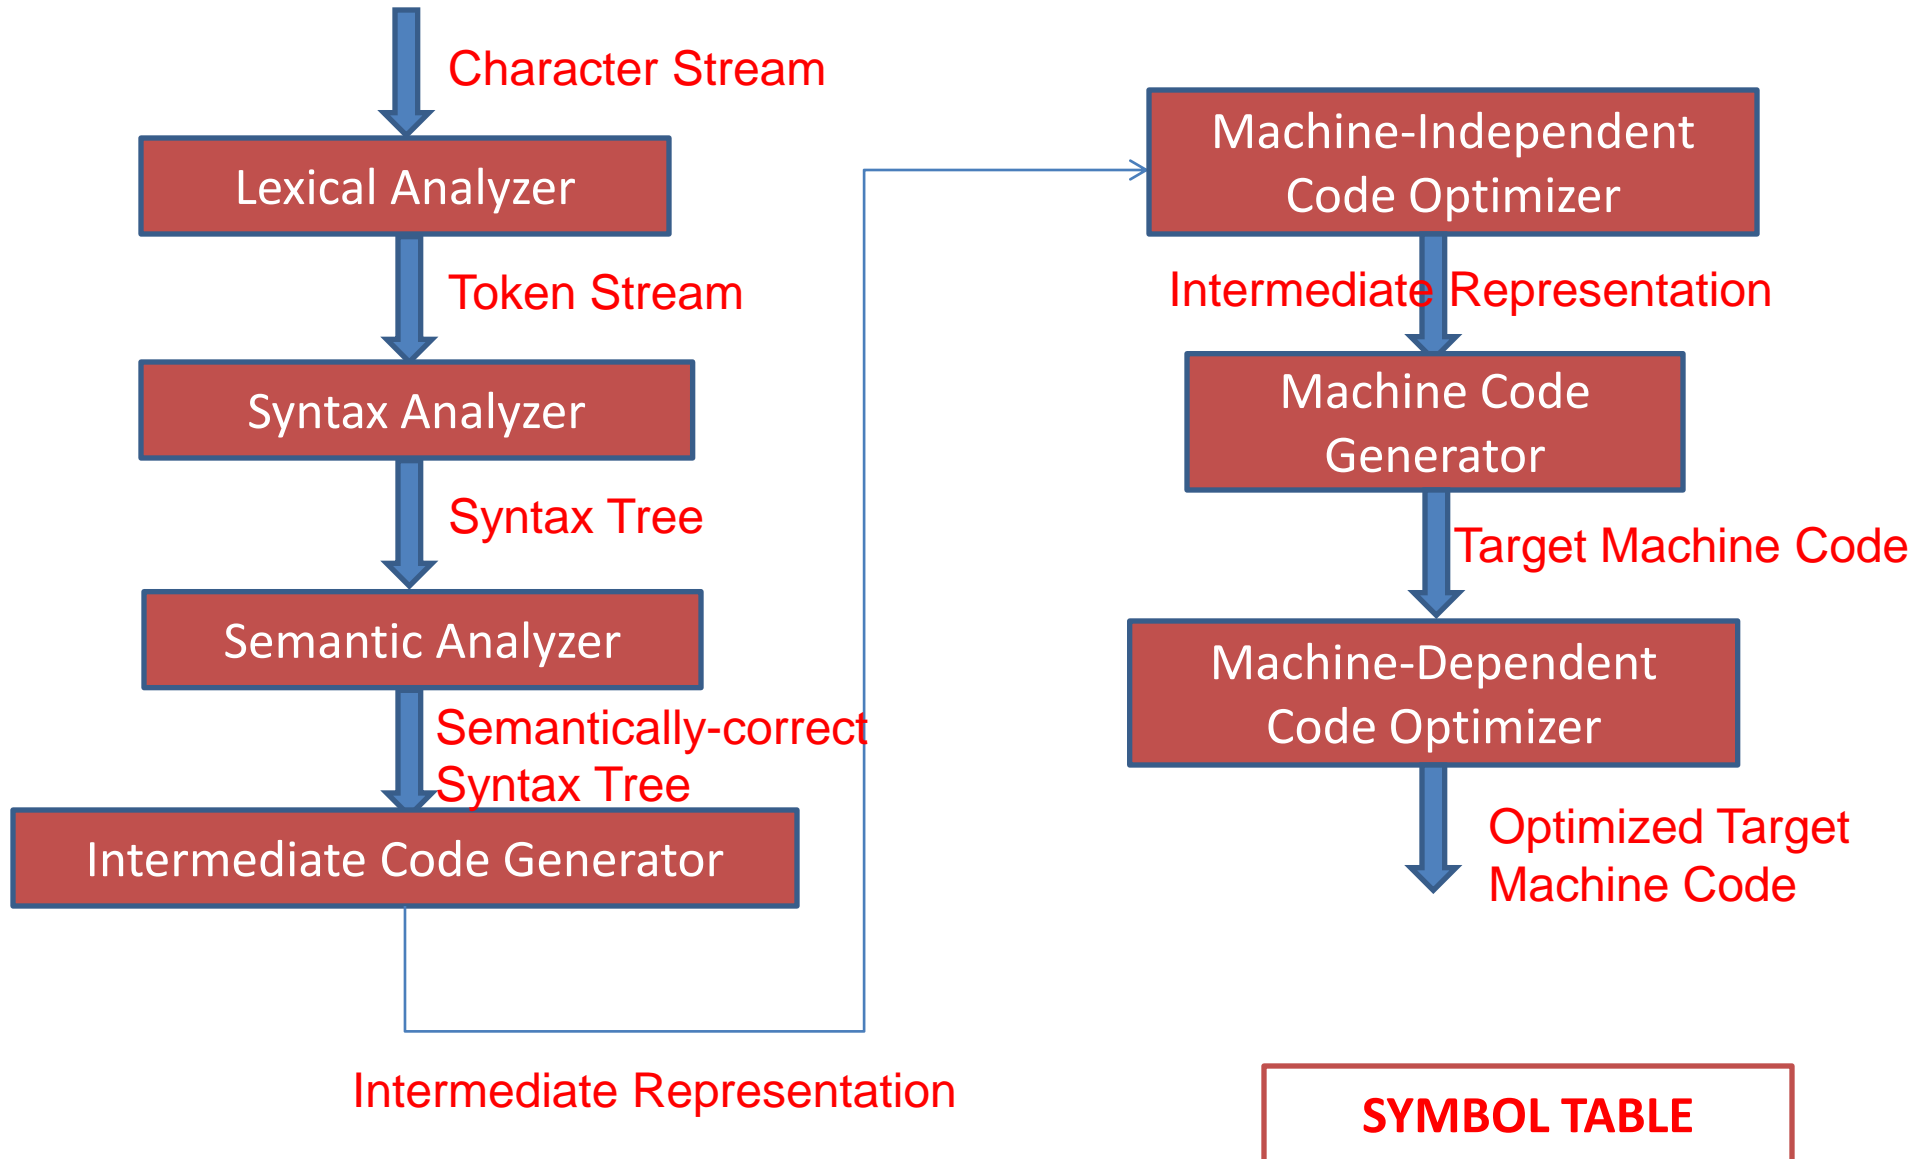 Character Stream
Lexical Analyzer
Token Stream
Syntax Analyzer
Syntax Tree
Semantic Analyzer
Semantically-correct
Syntax Tree
Intermediate Code Generator
Intermediate Representation
Machine-Independent
Code Optimizer
Intermediate Representation
Machine Code
Generator
Target Machine Code
Machine-Dependent
Code Optimizer
Optimized Target
Machine Code
SYMBOL TABLE